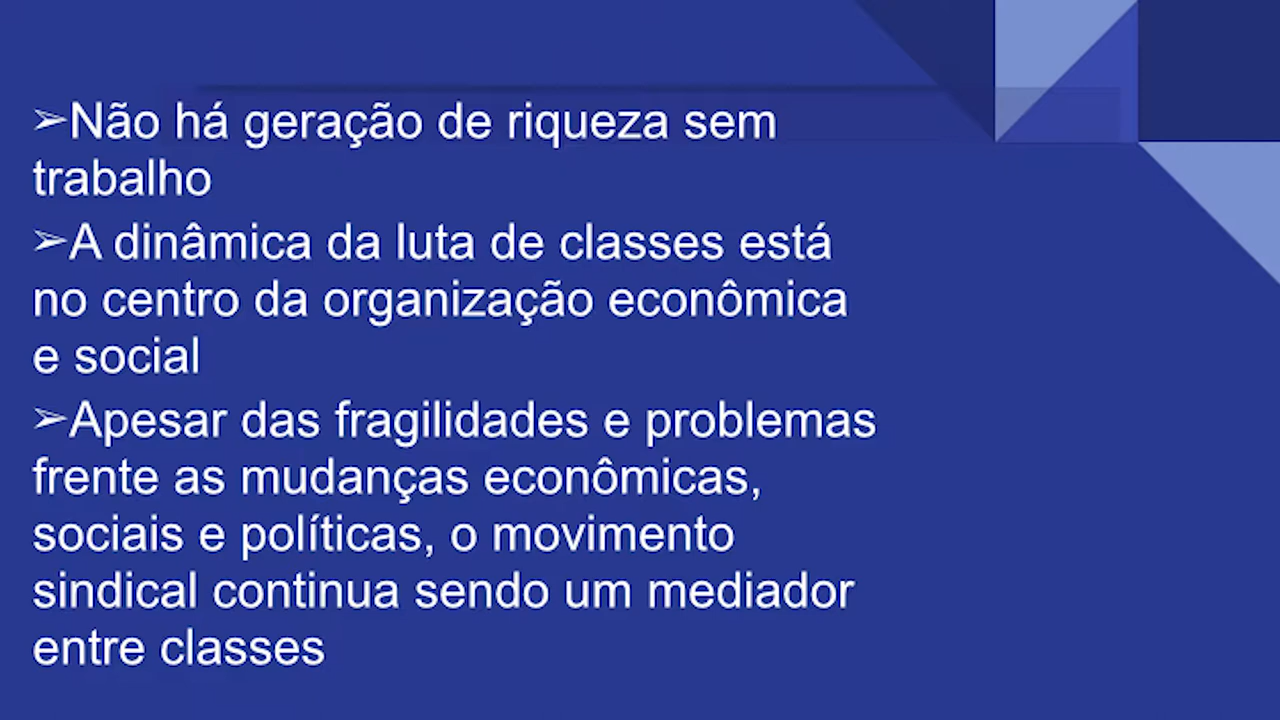 ➢Não há geração de riqueza sem
trabalho
➢A dinâmica da luta de classes está
no centro da organização econômica
e social
➢Apesar das fragilidades e problemas
frente as mudanças econômicas,
sociais e políticas, o movimento
sindical continua sendo um mediador
entre classes